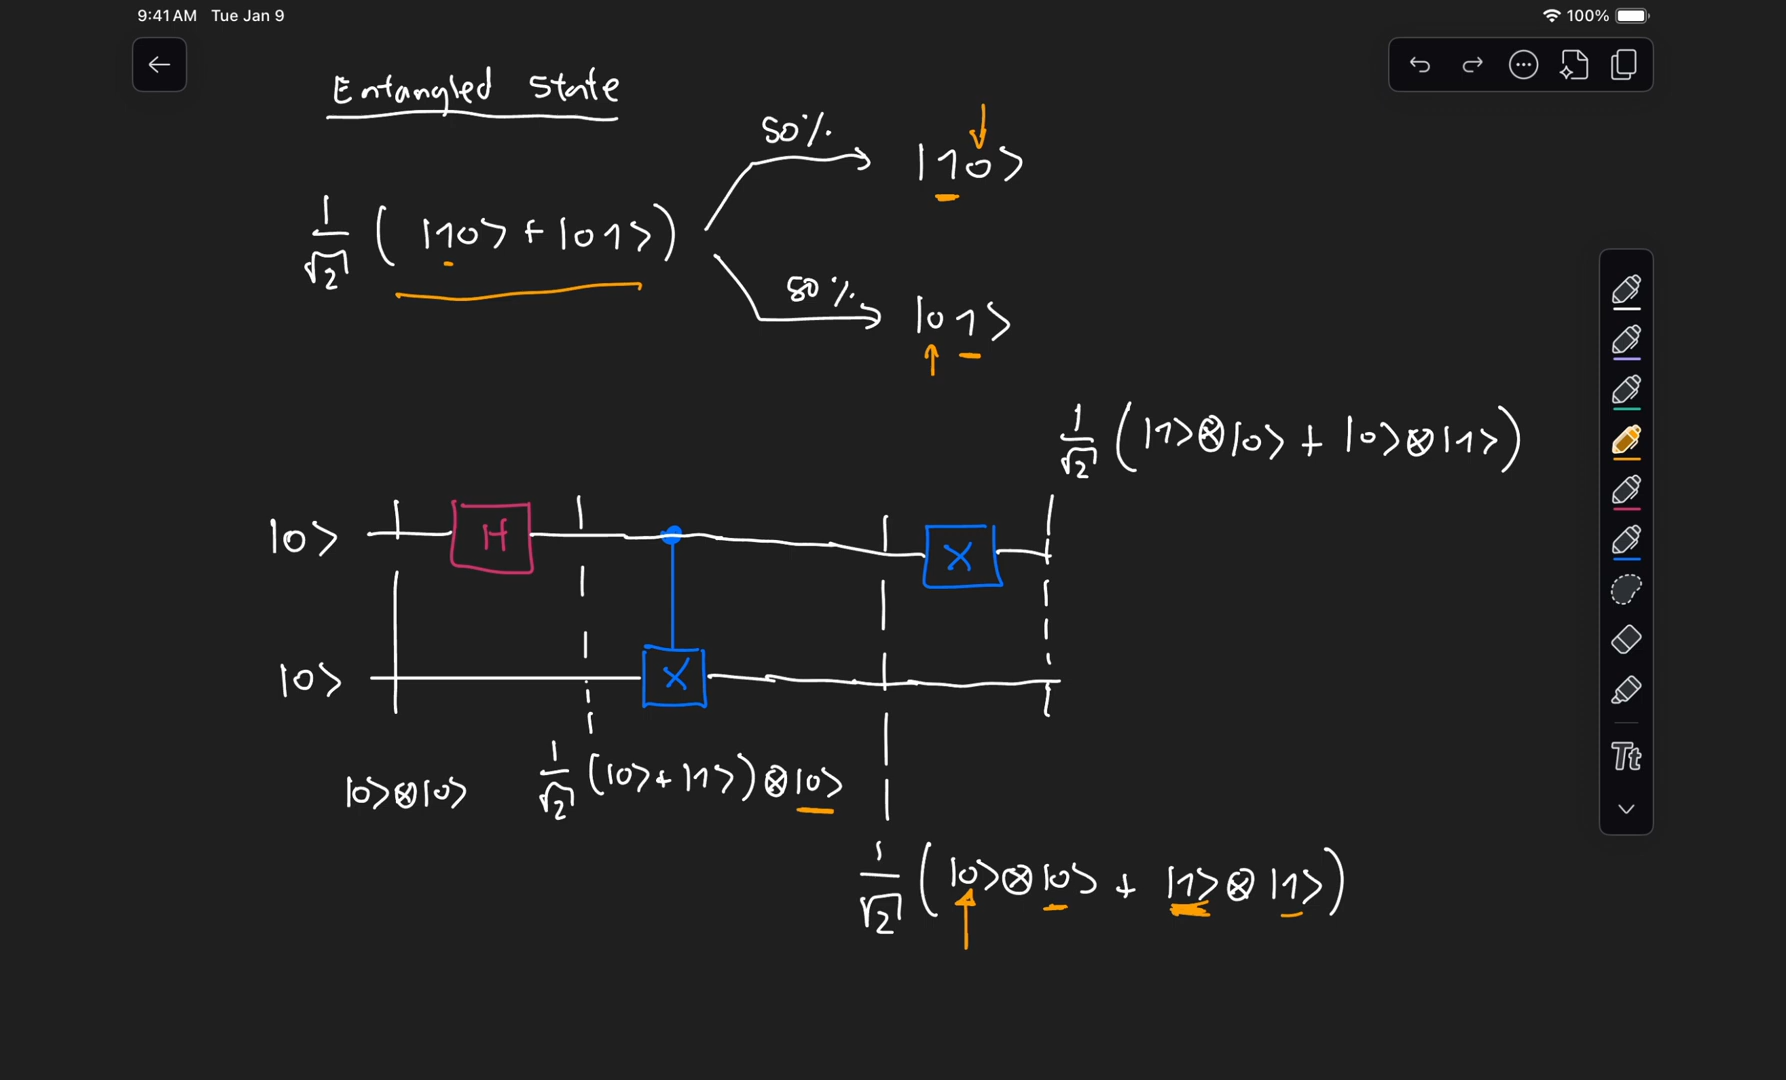 9:41 AM Tue Jan 9
100%
Entangled State
50%
|10>
1/√2 ( |10> + |01> )
50%
|01>
1/√2 ( |1>⊗|0> + |0>⊗|1> )
|0>
H
X
|0>
X
|0>⊗|0>
1/√2 ( |0> + |1> ) ⊗ |0>
1/√2 ( |0>⊗|0> + |1>⊗|1> )
Tt